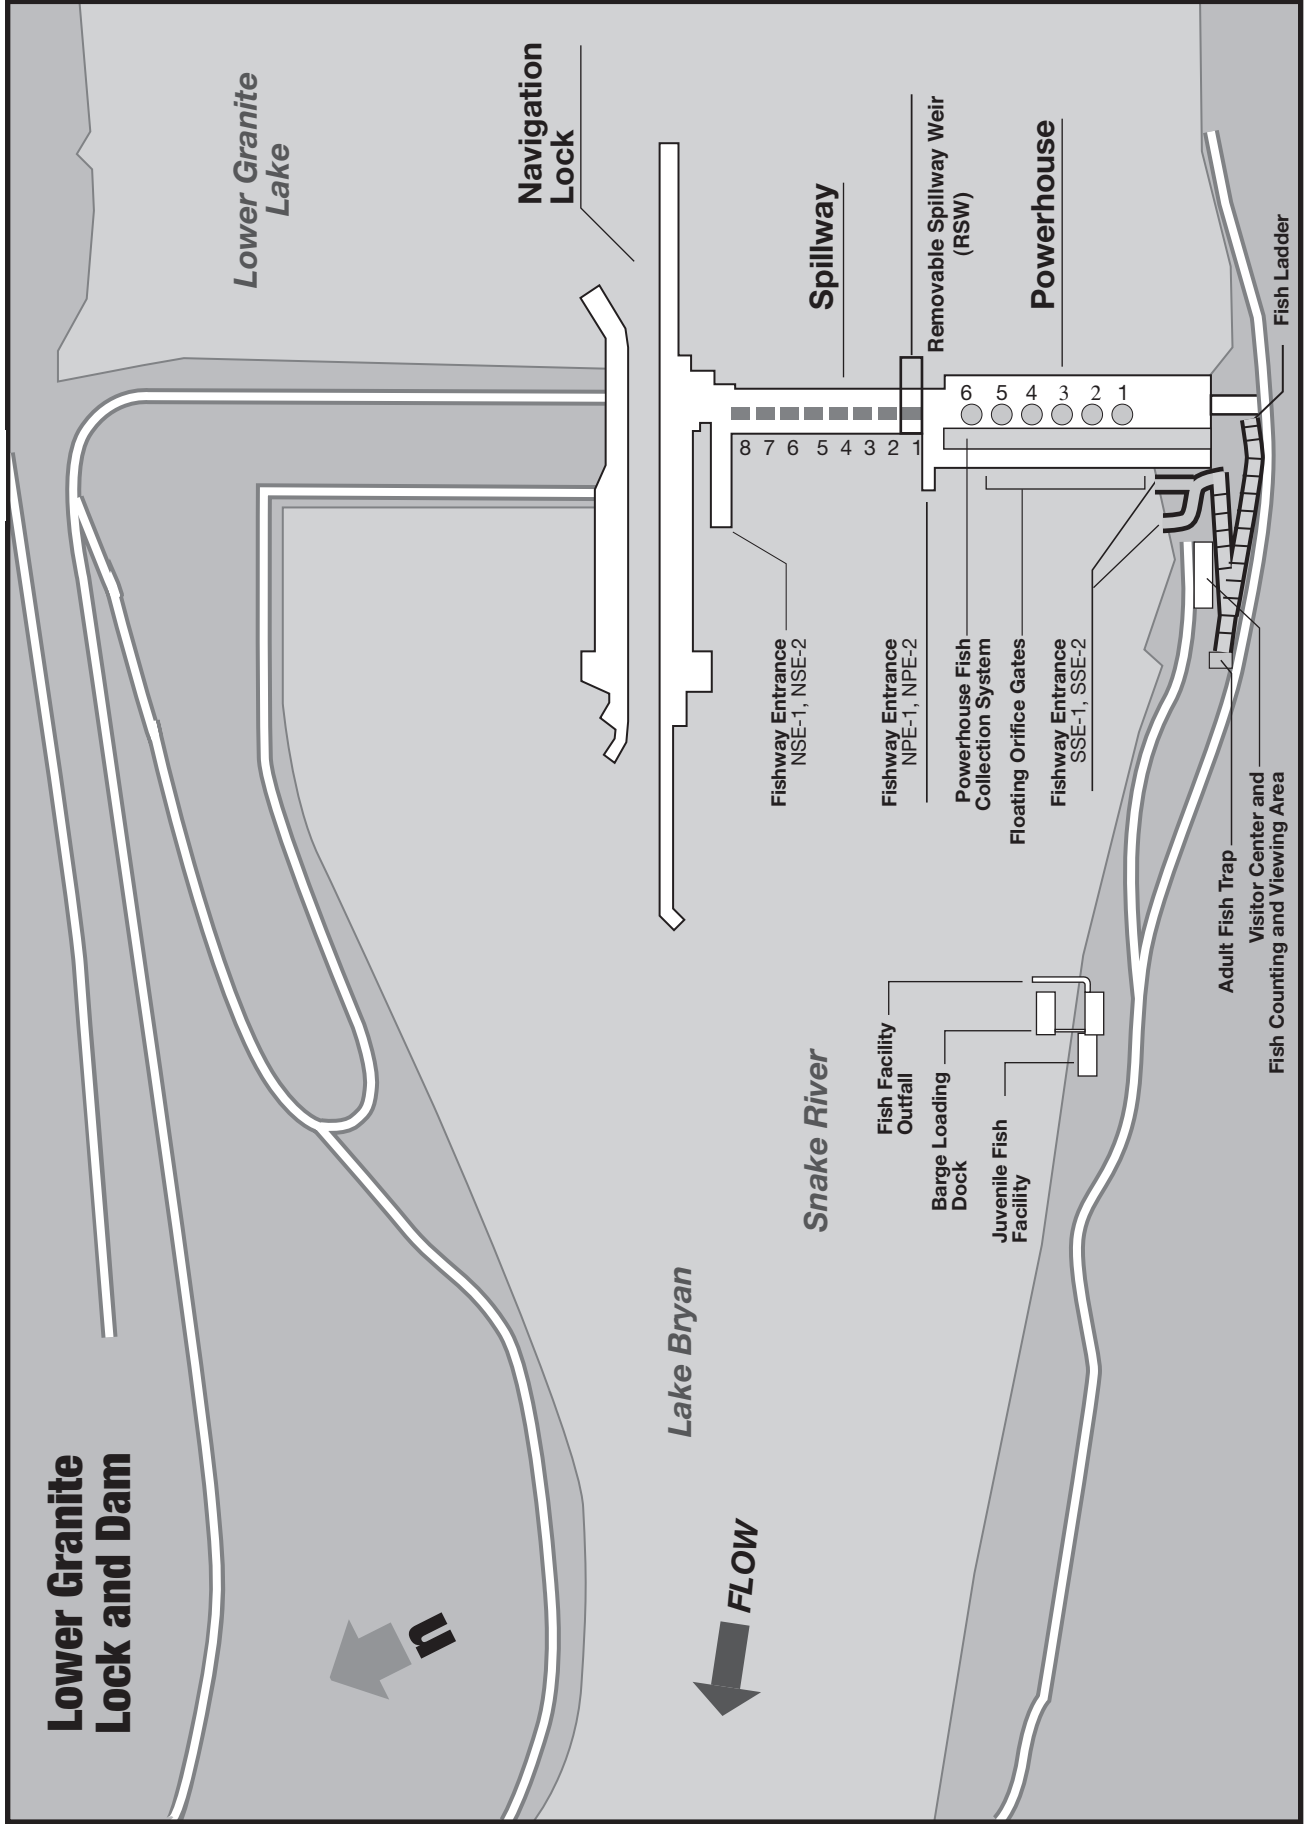 Lower Granite
Lock and Dam
n
FLOW
Lower Granite
Lake
Lake Bryan
Snake River
Navigation
Lock
Spillway
Removable Spillway Weir
(RSW)
Powerhouse
8 7 6 5 4 3 2 1
6 5 4 3 2 1
Fish Ladder
Fishway Entrance
NSE-1, NSE-2
Fishway Entrance
NPE-1, NPE-2
Powerhouse Fish
Collection System
Floating Orifice Gates
Fishway Entrance
SSE-1, SSE-2
Fish Facility
Outfall
Barge Loading
Dock
Juvenile Fish
Facility
Adult Fish Trap
Visitor Center and
Fish Counting and Viewing Area